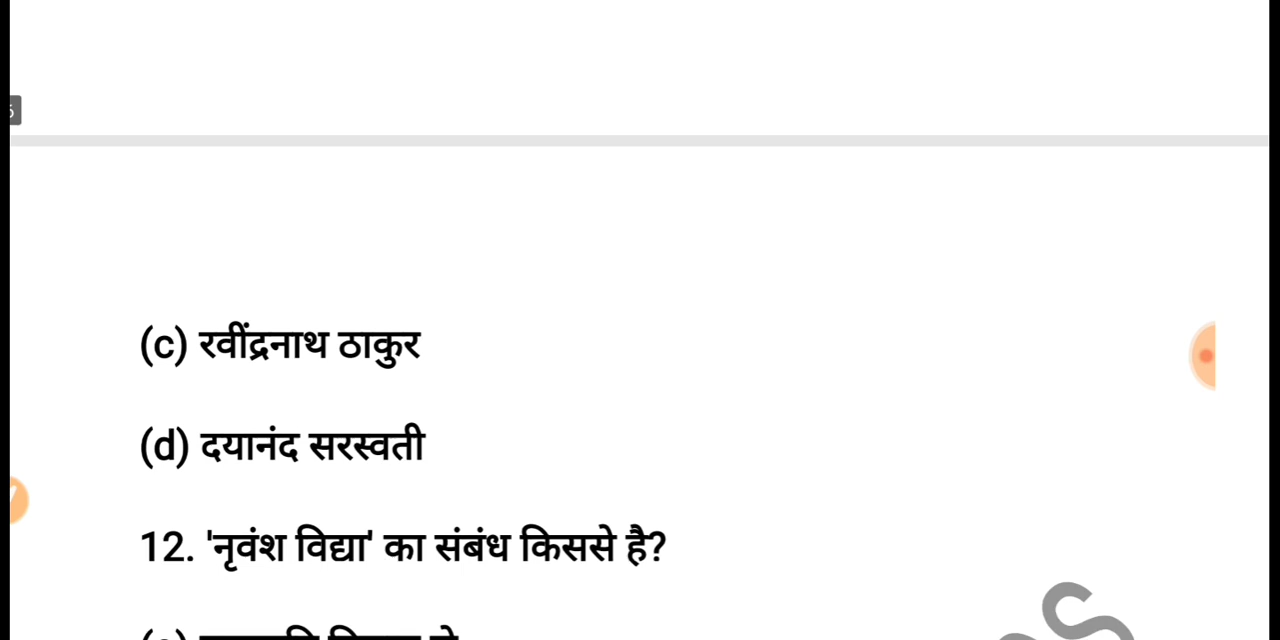 (c) रवींद्रनाथ ठाकुर
(d) दयानंद सरस्वती
12. 'नृवंश विद्या' का संबंध किससे है?